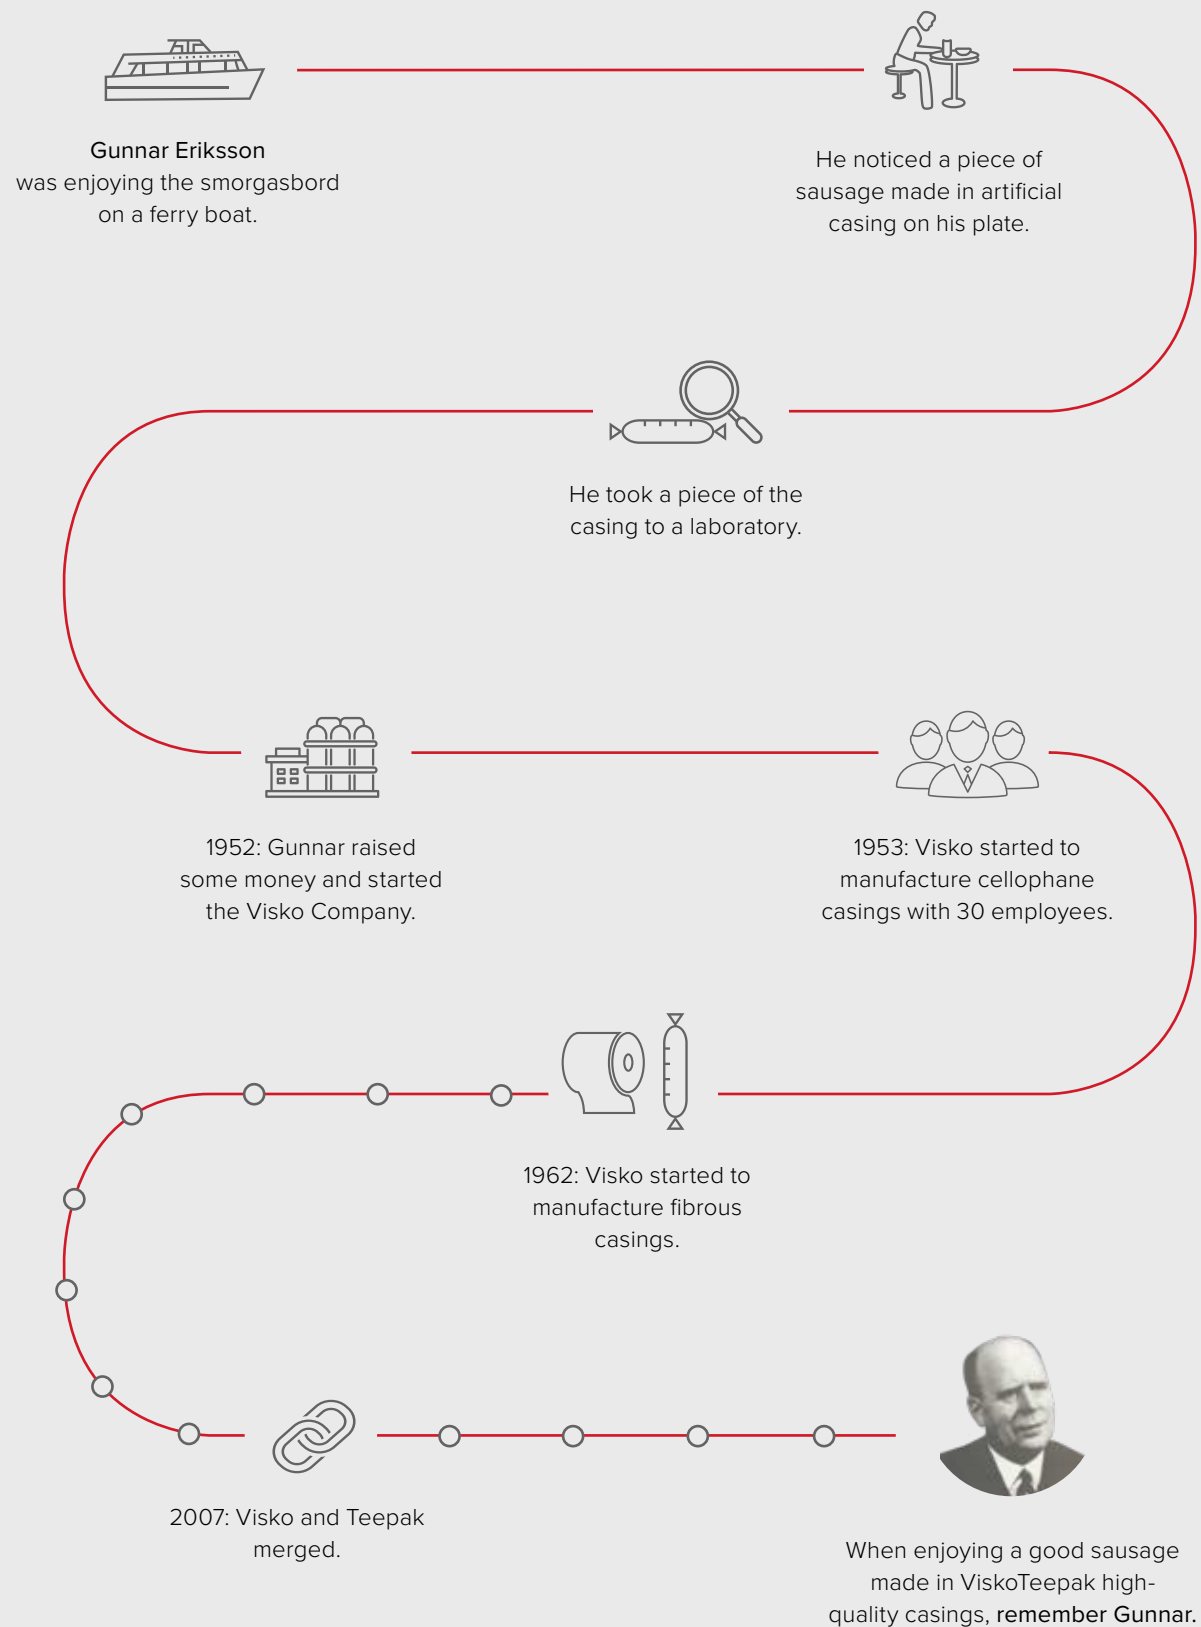 Gunnar Eriksson
was enjoying the smorgasbord
on a ferry boat.
He noticed a piece of
sausage made in artificial
casing on his plate.
He took a piece of the
casing to a laboratory.
1952: Gunnar raised
some money and started
the Visko Company.
1953: Visko started to
manufacture cellophane
casings with 30 employees.
1962: Visko started to
manufacture fibrous
casings.
2007: Visko and Teepak
merged.
When enjoying a good sausage
made in ViskoTeepak high-
quality casings, remember Gunnar.